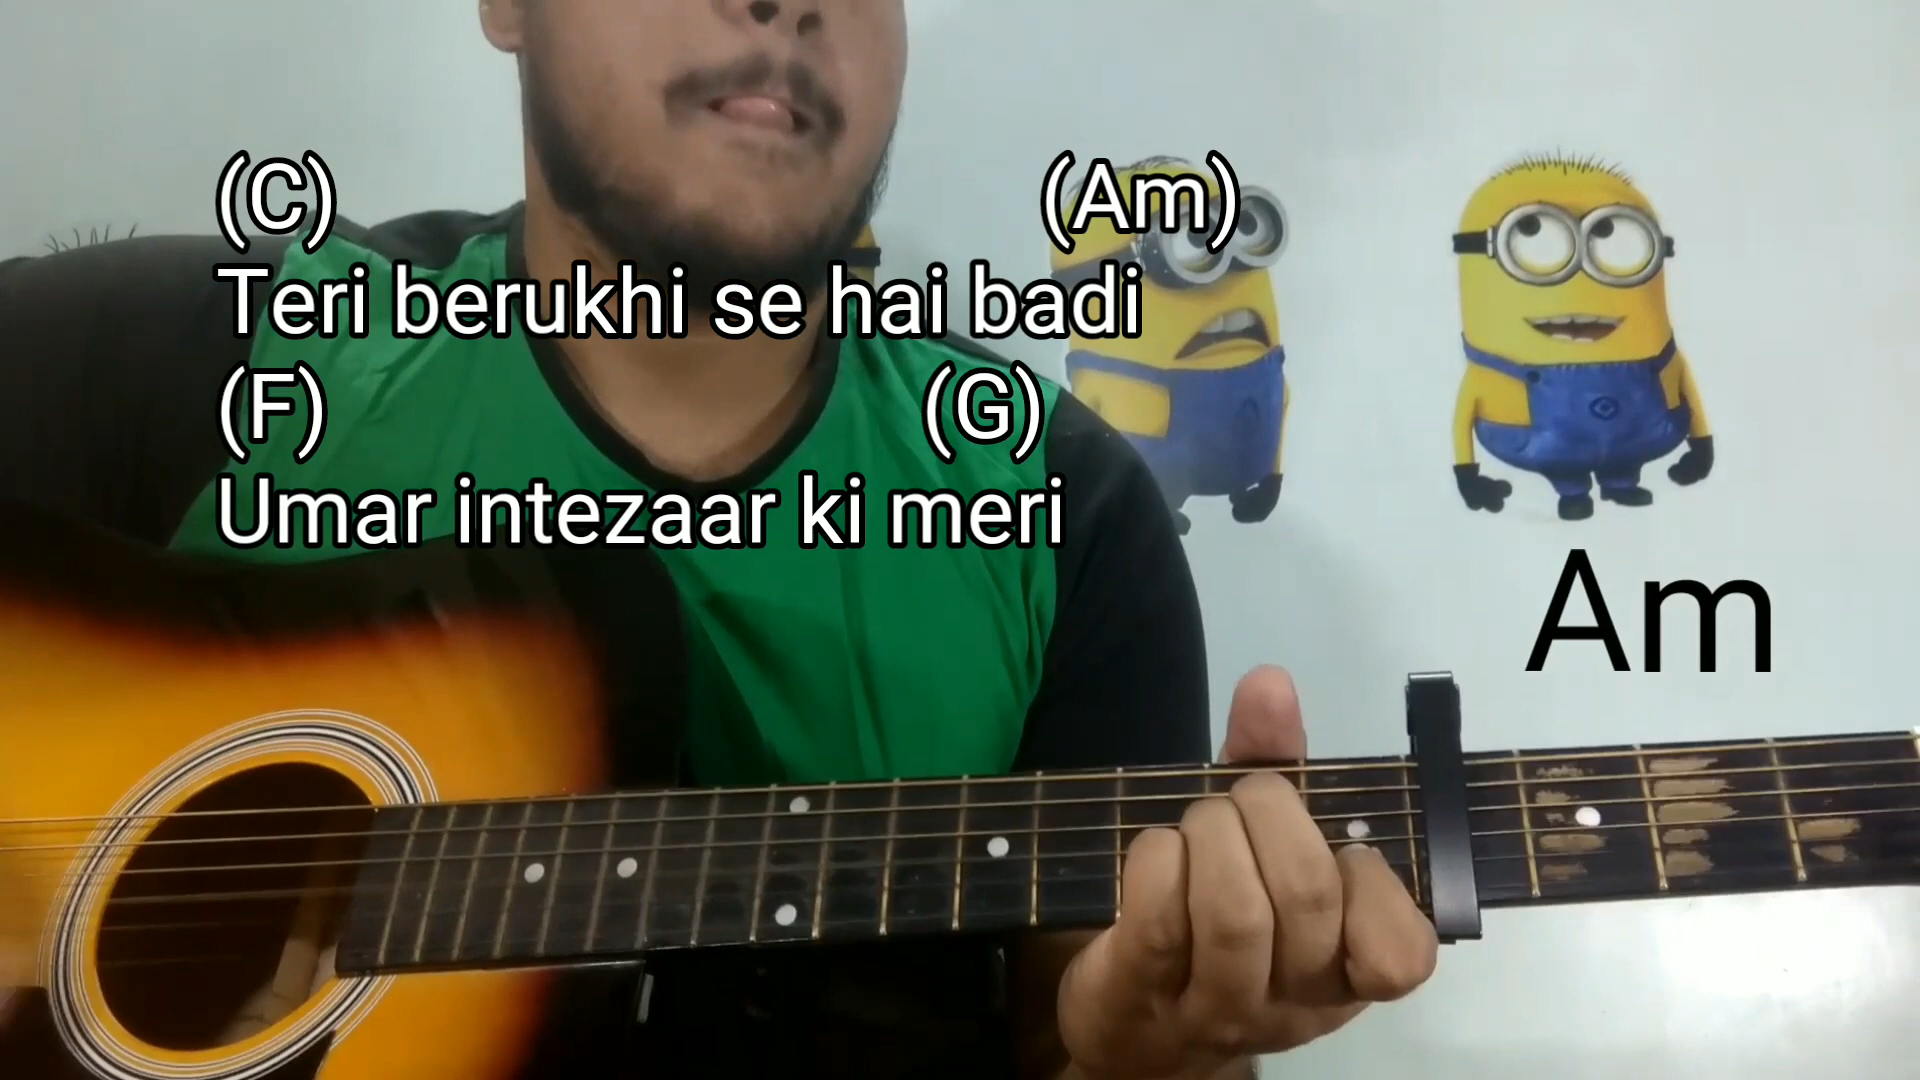 (C) (Am)
Teri berukhi se hai badi
(F) (G)
Umar intezaar ki meri
Am